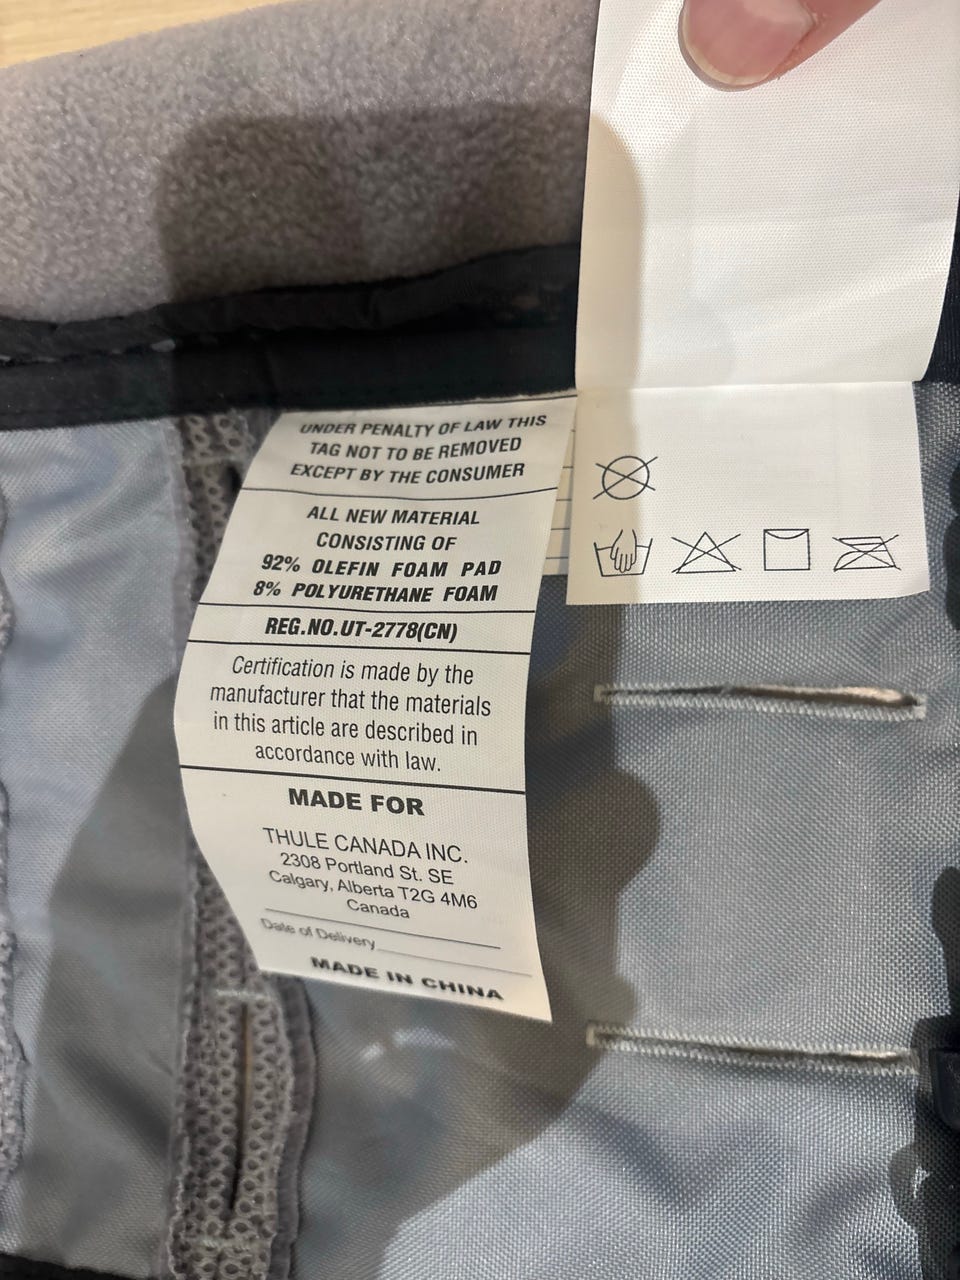 UNDER PENALTY OF LAW THIS
TAG NOT TO BE REMOVED
EXCEPT BY THE CONSUMER
ALL NEW MATERIAL
CONSISTING OF
92% OLEFIN FOAM PAD
8% POLYURETHANE FOAM
REG.NO.UT-2778(CN)
Certification is made by the
manufacturer that the materials
in this article are described in
accordance with law.
MADE FOR
THULE CANADA INC.
2308 Portland St. SE
Calgary, Alberta T2G 4M6
Canada
Date of Delivery
MADE IN CHINA